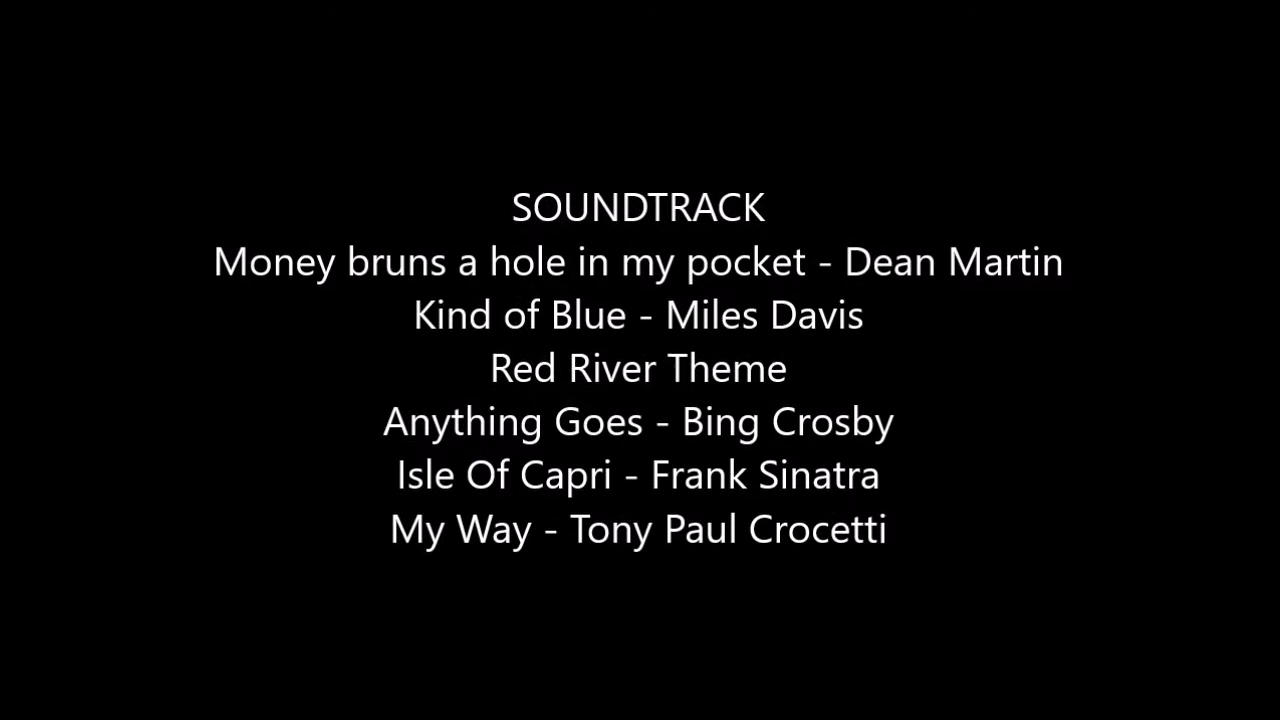 SOUNDTRACK
Money bruns a hole in my pocket - Dean Martin
Kind of Blue - Miles Davis
Red River Theme
Anything Goes - Bing Crosby
Isle Of Capri - Frank Sinatra
My Way - Tony Paul Crocetti